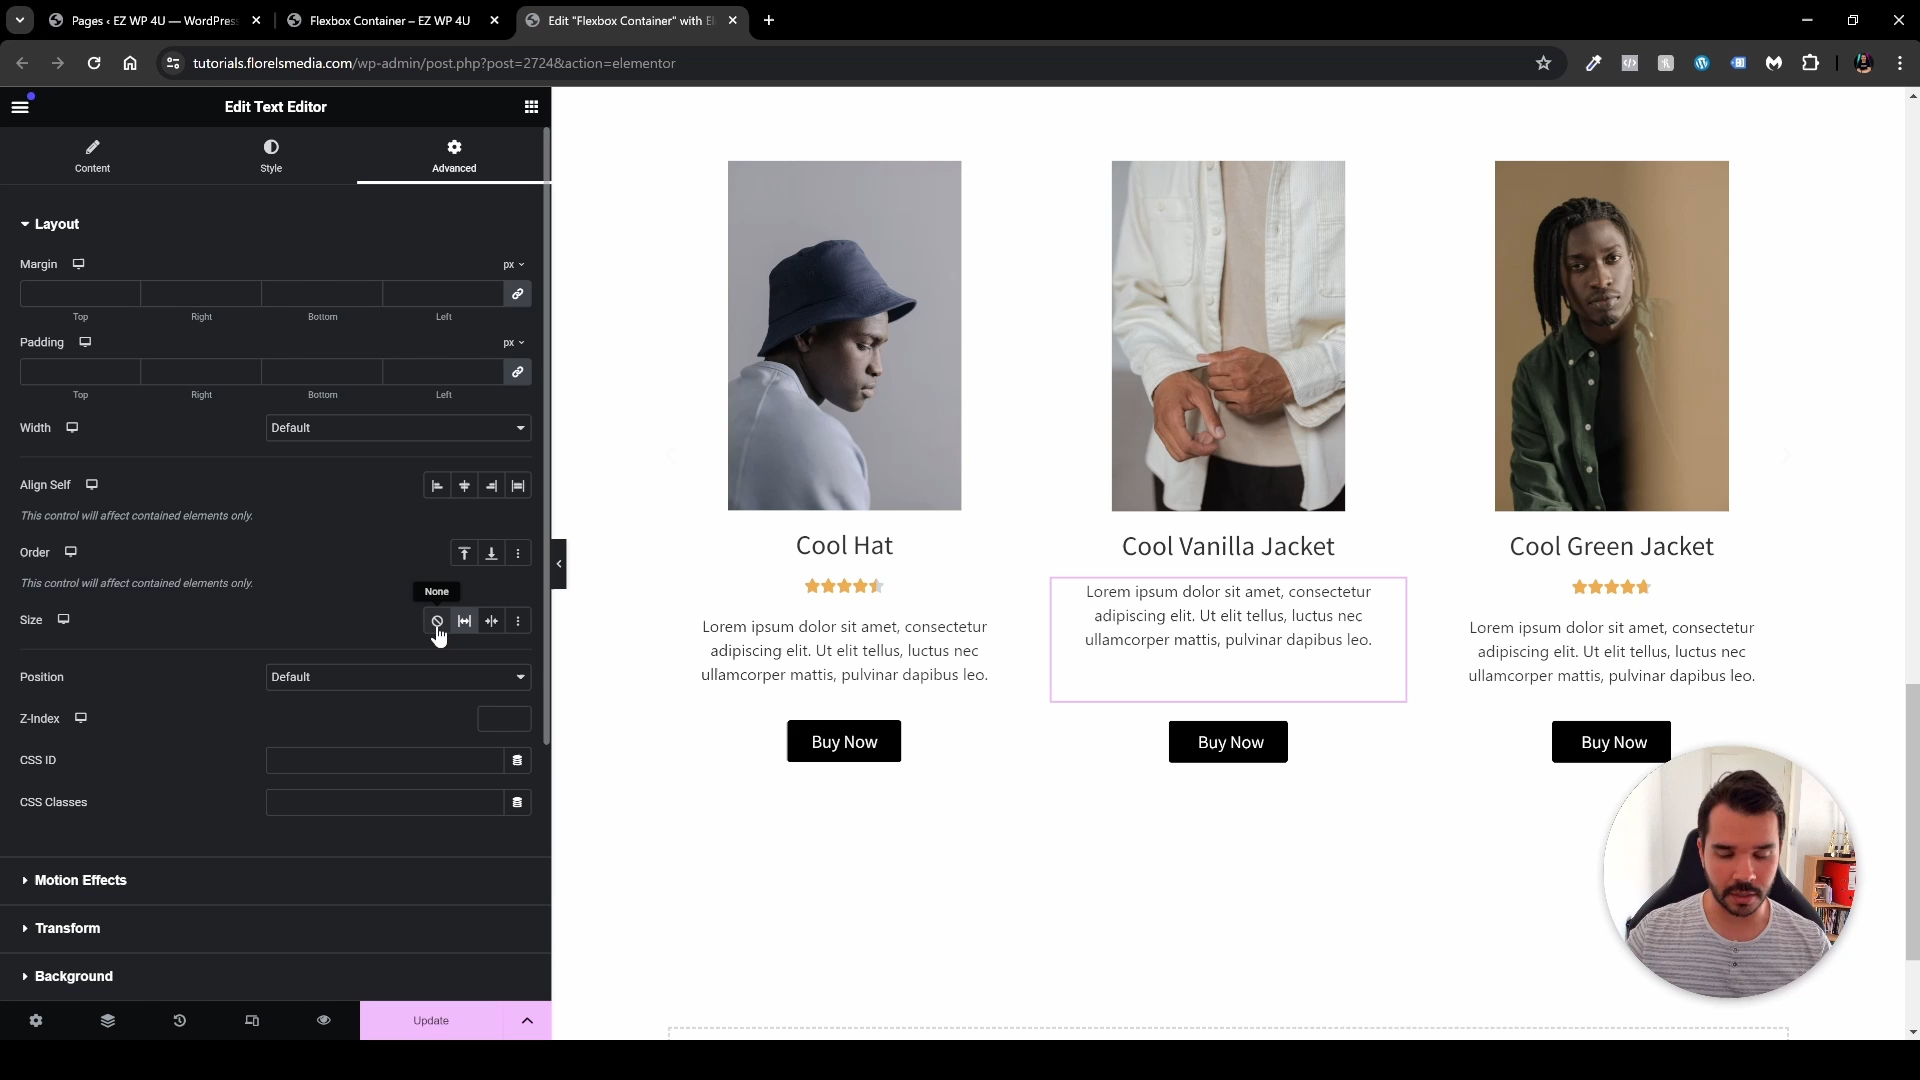 Pages ‹ EZ WP 4U — WordPress
Flexbox Container – EZ WP 4U
Edit "Flexbox Container" with El
tutorials.florelsmedia.com/wp-admin/post.php?post=2724&action=elementor
Edit Text Editor
Content
Style
Advanced
Layout
Margin
px
Top
Right
Bottom
Left
Padding
px
Top
Right
Bottom
Left
Width
Default
Align Self
This control will affect contained elements only.
Order
This control will affect contained elements only.
None
Size
Position
Default
Z-Index
CSS ID
CSS Classes
Motion Effects
Transform
Background
Update
Cool Hat
Lorem ipsum dolor sit amet, consectetur
adipiscing elit. Ut elit tellus, luctus nec
ullamcorper mattis, pulvinar dapibus leo.
Buy Now
Cool Vanilla Jacket
Lorem ipsum dolor sit amet, consectetur
adipiscing elit. Ut elit tellus, luctus nec
ullamcorper mattis, pulvinar dapibus leo.
Buy Now
Cool Green Jacket
Lorem ipsum dolor sit amet, consectetur
adipiscing elit. Ut elit tellus, luctus nec
ullamcorper mattis, pulvinar dapibus leo.
Buy Now